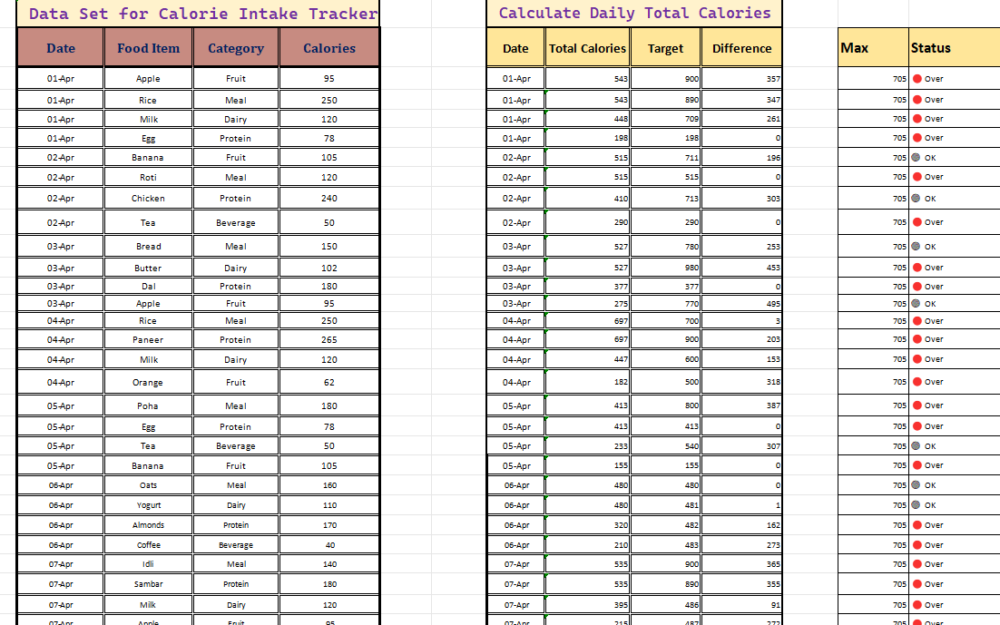 Data Set for Calorie Intake Tracker Calculate Daily Total Calories
Date Food Item Category Calories Date Total Calories Target Difference Max Status
01-Apr Apple Fruit 95 01-Apr 543 900 357 705 Over
01-Apr Rice Meal 250 01-Apr 543 890 347 705 Over
01-Apr Milk Dairy 120 01-Apr 448 709 261 705 Over
01-Apr Egg Protein 78 01-Apr 198 198 0 705 Over
02-Apr Banana Fruit 105 02-Apr 515 711 196 705 OK
02-Apr Roti Meal 120 02-Apr 515 515 0 705 Over
02-Apr Chicken Protein 240 02-Apr 410 713 303 705 OK
02-Apr Tea Beverage 50 02-Apr 290 290 0 705 Over
03-Apr Bread Meal 150 03-Apr 527 780 253 705 OK
03-Apr Butter Dairy 102 03-Apr 527 980 453 705 Over
03-Apr Dal Protein 180 03-Apr 377 377 0 705 Over
03-Apr Apple Fruit 95 03-Apr 275 770 495 705 OK
04-Apr Rice Meal 250 04-Apr 697 700 3 705 Over
04-Apr Paneer Protein 265 04-Apr 697 900 203 705 Over
04-Apr Milk Dairy 120 04-Apr 447 600 153 705 Over
04-Apr Orange Fruit 62 04-Apr 182 500 318 705 Over
05-Apr Poha Meal 180 05-Apr 413 800 387 705 Over
05-Apr Egg Protein 78 05-Apr 413 413 0 705 Over
05-Apr Tea Beverage 50 05-Apr 233 540 307 705 OK
05-Apr Banana Fruit 105 05-Apr 155 155 0 705 Over
06-Apr Oats Meal 160 06-Apr 480 480 0 705 OK
06-Apr Yogurt Dairy 110 06-Apr 480 481 1 705 OK
06-Apr Almonds Protein 170 06-Apr 320 482 162 705 Over
06-Apr Coffee Beverage 40 06-Apr 210 483 273 705 Over
07-Apr Idli Meal 140 07-Apr 535 900 365 705 Over
07-Apr Sambar Protein 180 07-Apr 535 890 355 705 Over
07-Apr Milk Dairy 120 07-Apr 395 486 91 705 Over
07-Apr Apple Fruit 95 07-Apr 215 487 272 705 Over